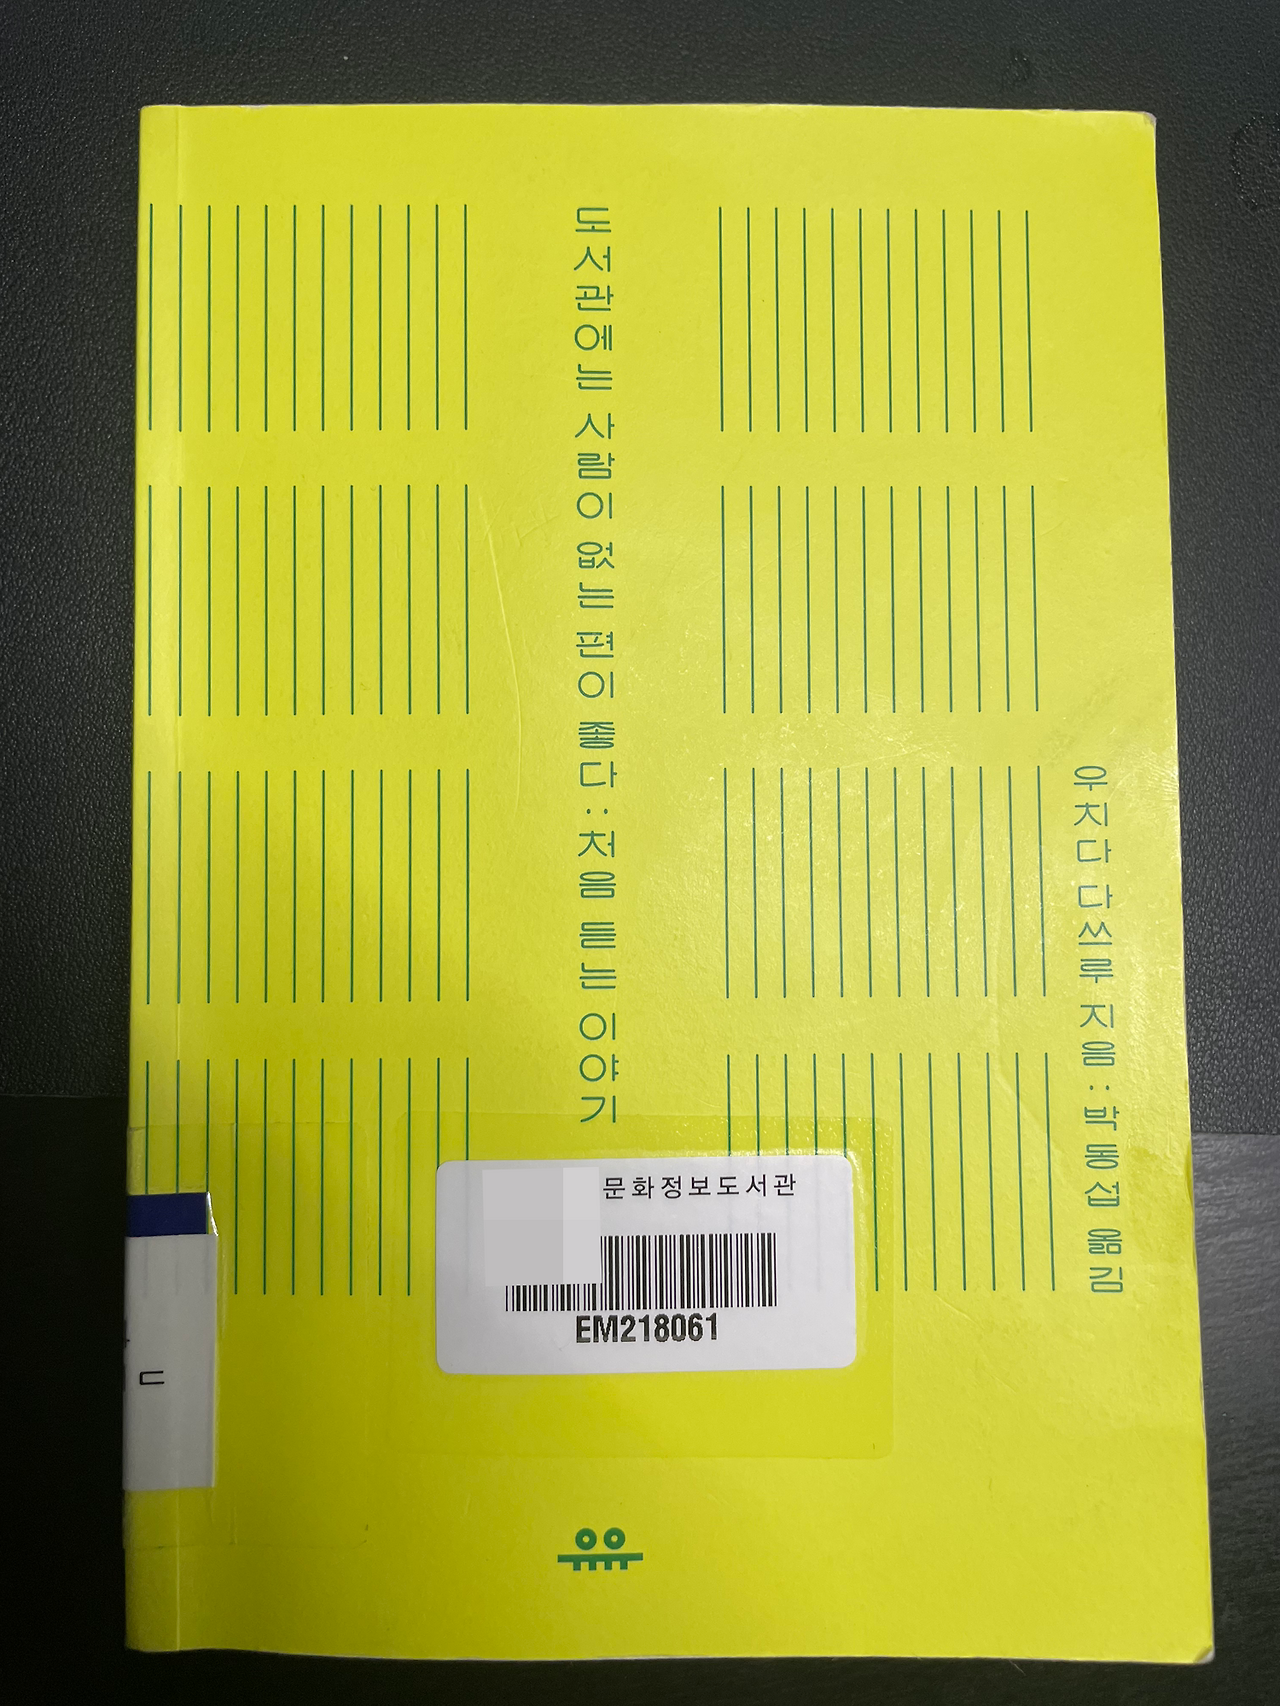 도서관에는 사람이 없는 편이 좋다:처음 듣는 이야기
우치다 다쓰루 지음:박동섭 옮김
문화정보도서관
EM218061
ㄷ
유유